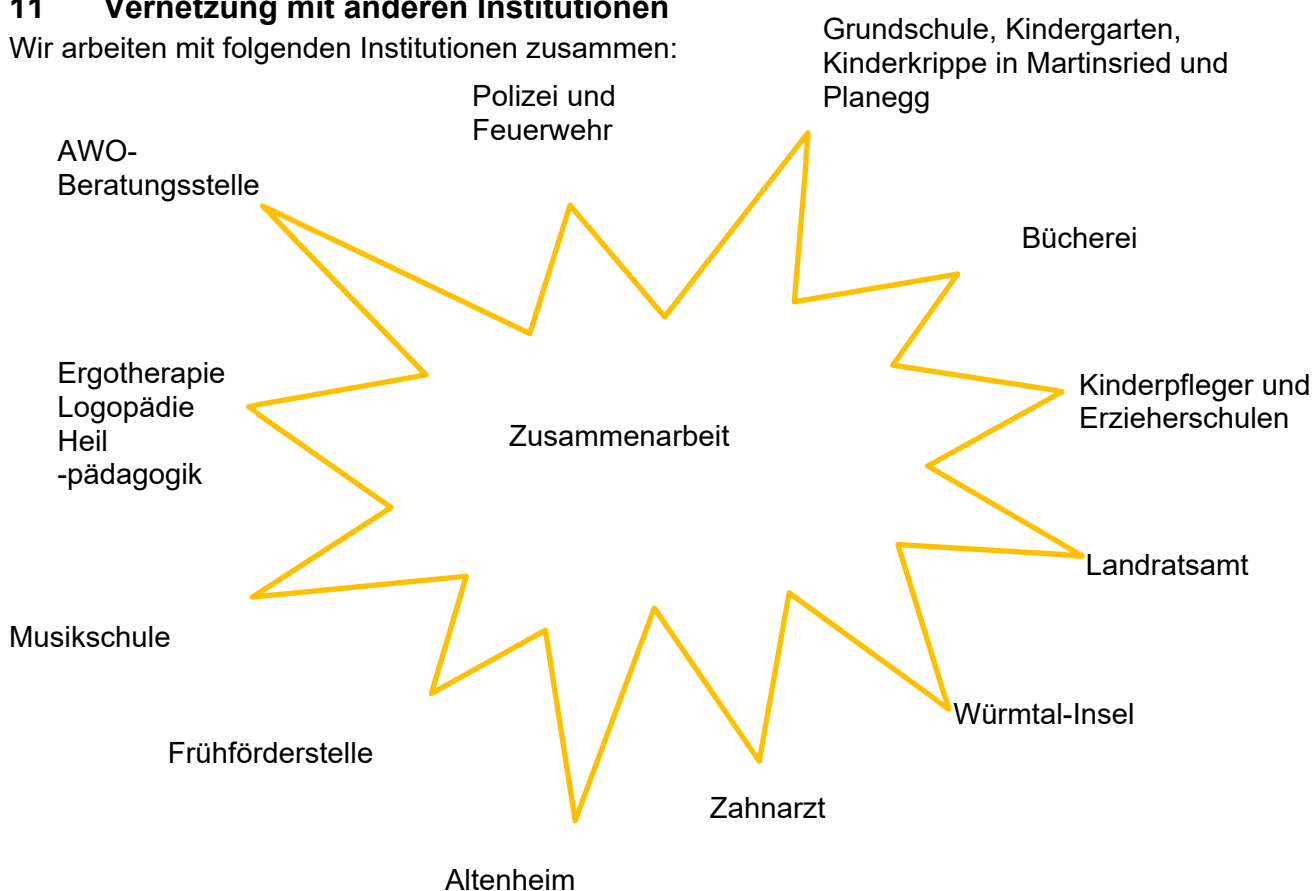 11 Vernetzung mit anderen Institutionen
Wir arbeiten mit folgenden Institutionen zusammen:
Grundschule, Kindergarten,
Kinderkrippe in Martinsried und
Planegg
Polizei und
Feuerwehr
AWO-
Beratungsstelle
Bücherei
Ergotherapie
Logopädie
Heil
-pädagogik
Zusammenarbeit
Kinderpfleger und
Erzieherschulen
Landratsamt
Musikschule
Würmtal-Insel
Frühförderstelle
Zahnarzt
Altenheim